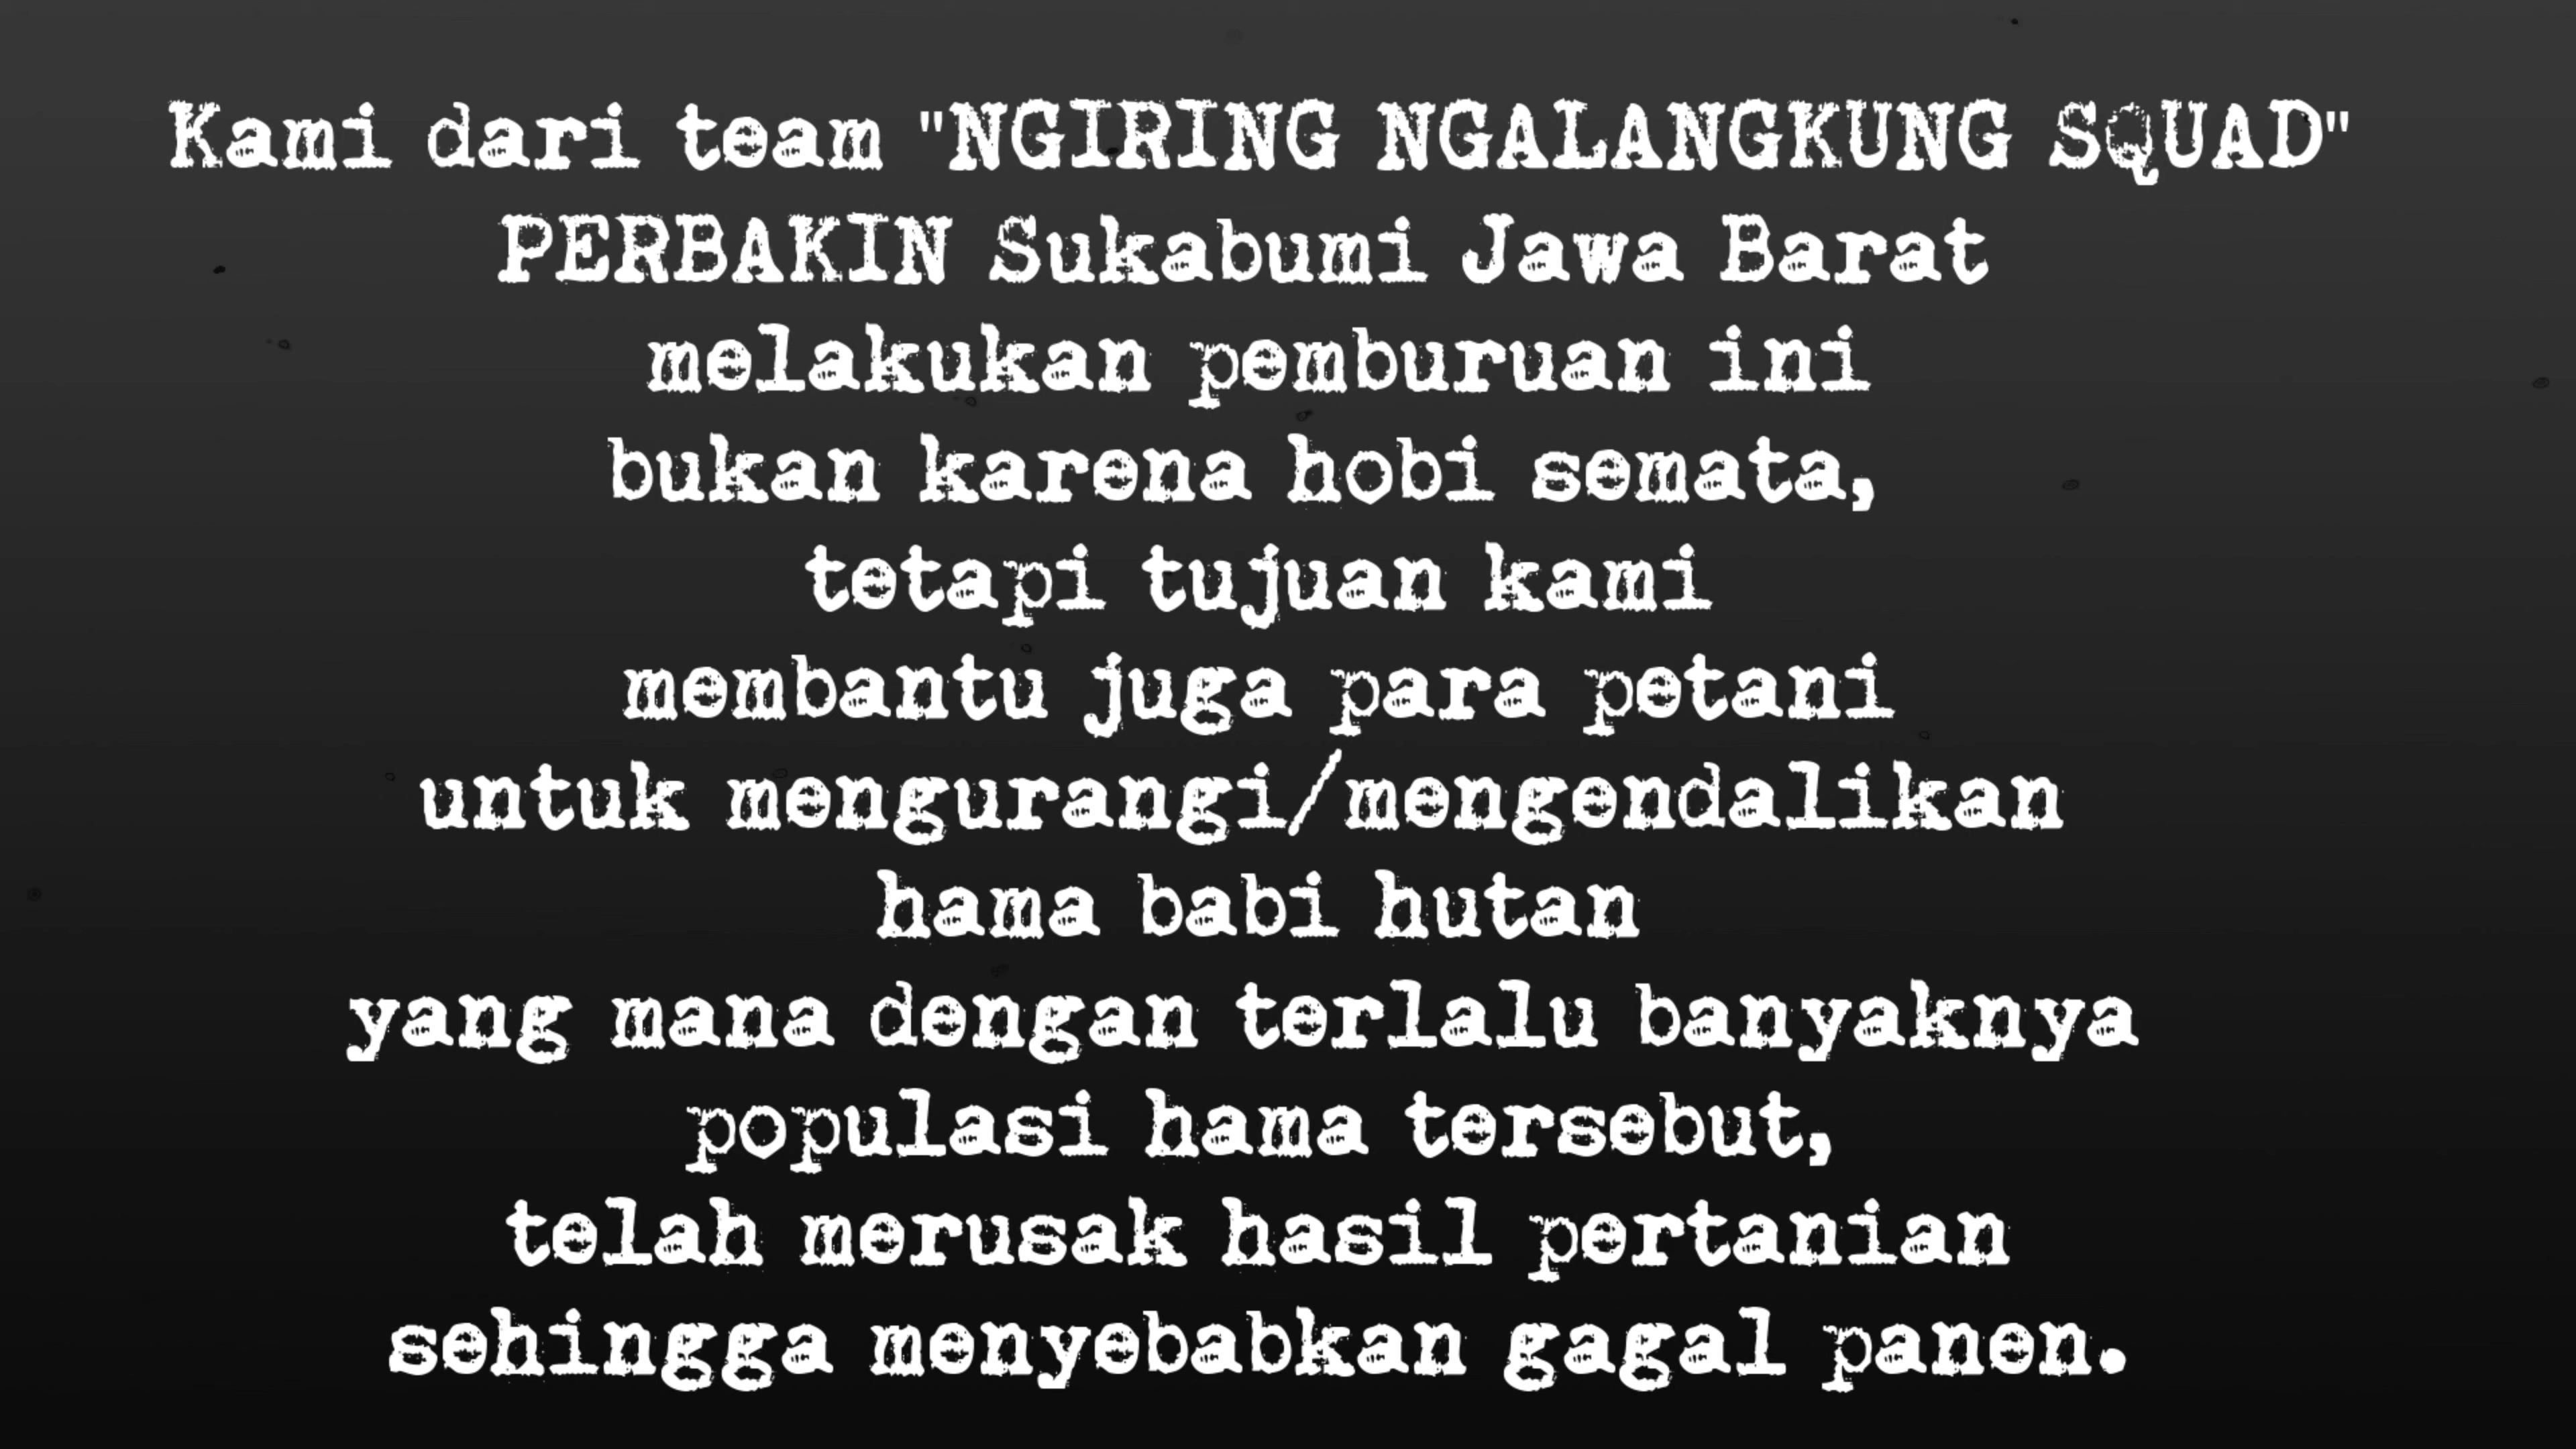 Kami dari team "NGIRING NGALANGKUNG SQUAD"
PERBAKIN Sukabumi Jawa Barat
melakukan pemburuan ini
bukan karena hobi semata,
tetapi tujuan kami
membantu juga para petani
untuk mengurangi/mengendalikan
hama babi hutan
yang mana dengan terlalu banyaknya
populasi hama tersebut,
telah merusak hasil pertanian
sehingga menyebabkan gagal panen.